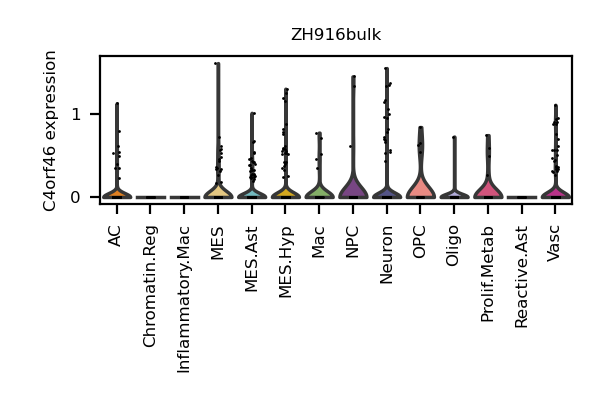 ZH916bulk
C4orf46 expression
1
0
AC
Chromatin.Reg
Inflammatory.Mac
MES
MES.Ast
MES.Hyp
Mac
NPC
Neuron
OPC
Oligo
Prolif.Metab
Reactive.Ast
Vasc